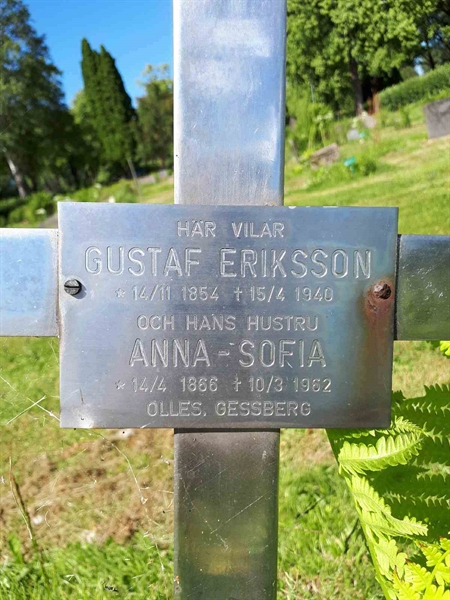 HÄR VILAR
GUSTAF ERIKSSON
* 14/11 1854 † 15/4 1940
OCH HANS HUSTRU
ANNA-SOFIA
* 14/4 1866 † 10/3 1962
OLLES, GESSBERG